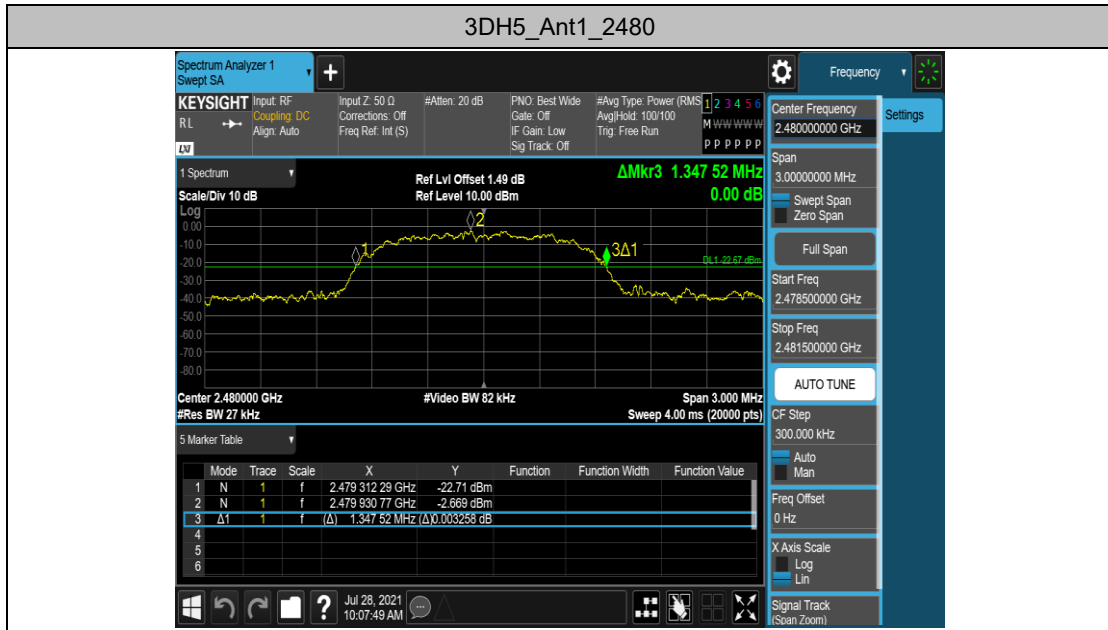 3DH5_Ant1_2480
Spectrum Analyzer 1
Swept SA
+
Frequency
KEYSIGHT
RL
LXI
Input: RF
Coupling: DC
Align: Auto
Input Z: 50 Ω
Corrections: Off
Freq Ref: Int (S)
#Atten: 20 dB
PNO: Best Wide
Gate: Off
IF Gain: Low
Sig Track: Off
#Avg Type: Power (RMS
Avg|Hold: 100/100
Trig: Free Run
1 2 3 4 5 6
M W W W W W
P P P P P P
1 Spectrum
Scale/Div 10 dB
Ref Lvl Offset 1.49 dB
Ref Level 10.00 dBm
ΔMkr3 1.347 52 MHz
0.00 dB
Log
0.00
-10.0
-20.0
-30.0
-40.0
-50.0
-60.0
-70.0
-80.0
1
2
3Δ1
DL1 -22.67 dBm
Center 2.480000 GHz
#Video BW 82 kHz
Span 3.000 MHz
#Res BW 27 kHz
Sweep 4.00 ms (20000 pts)
5 Marker Table
Mode Trace Scale X Y Function Function Width Function Value
1 N 1 f 2.479 312 29 GHz -22.71 dBm
2 N 1 f 2.479 930 77 GHz -2.669 dBm
3 Δ1 1 f (Δ) 1.347 52 MHz (Δ)0.003258 dB
4
5
6
Center Frequency
2.480000000 GHz
Settings
Span
3.00000000 MHz
Swept Span
Zero Span
Full Span
Start Freq
2.478500000 GHz
Stop Freq
2.481500000 GHz
AUTO TUNE
CF Step
300.000 kHz
Auto
Man
Freq Offset
0 Hz
X Axis Scale
Log
Lin
Signal Track
(Span Zoom)
?
Jul 28, 2021
10:07:49 AM